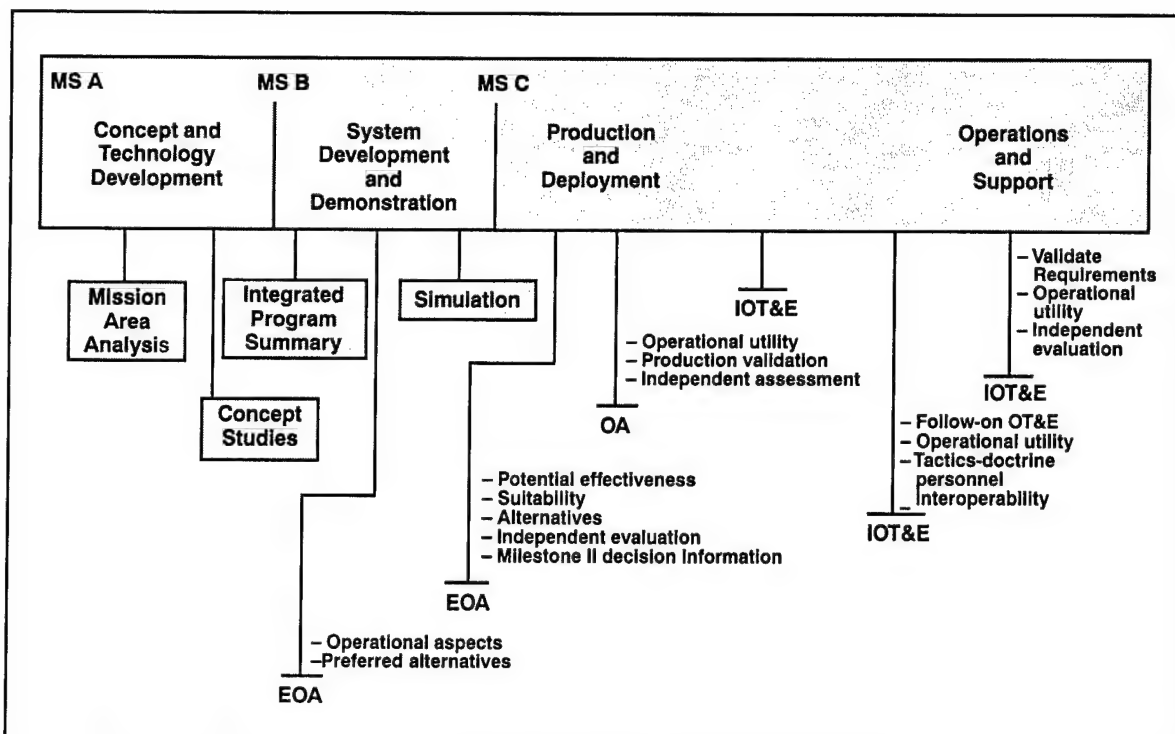 MS A
MS B
MS C
Concept and
Technology
Development
System
Development
and
Demonstration
Production
and
Deployment
Operations
and
Support
Mission
Area
Analysis
Integrated
Program
Summary
Simulation
Concept
Studies
IOT&E
– Operational utility
– Production validation
– Independent assessment
OA
– Validate
Requirements
– Operational
utility
– Independent
evaluation
IOT&E
– Follow-on OT&E
– Operational utility
– Tactics-doctrine
personnel
interoperability
–
IOT&E
– Potential effectiveness
– Suitability
– Alternatives
– Independent evaluation
– Milestone II decision information
EOA
– Operational aspects
–Preferred alternatives
EOA